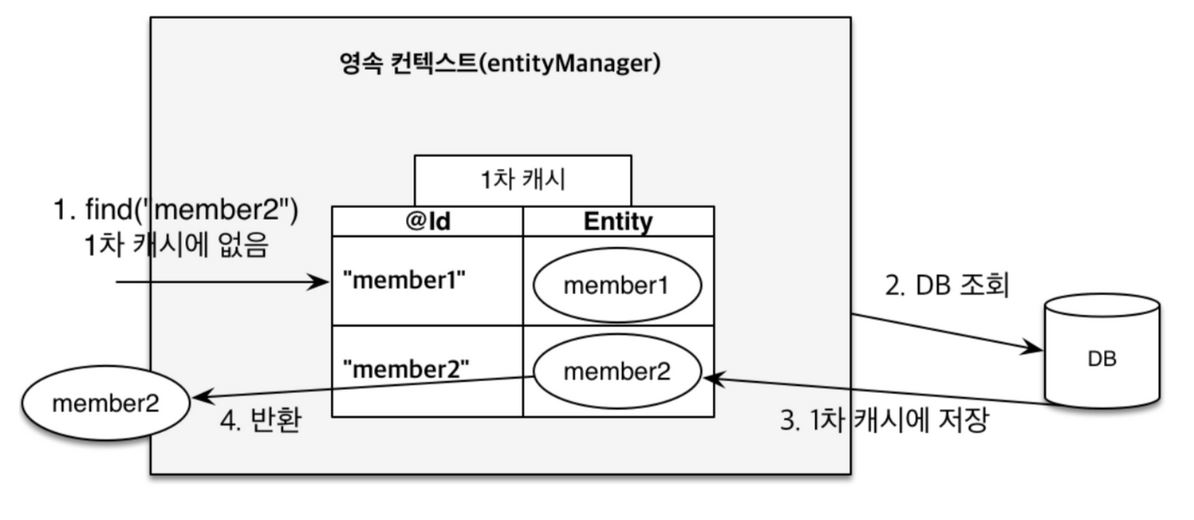 영속 컨텍스트(entityManager)
1차 캐시
1. find("member2")
1차 캐시에 없음
@Id Entity
"member1" member1
2. DB 조회
DB
"member2" member2
member2
4. 반환
3. 1차 캐시에 저장